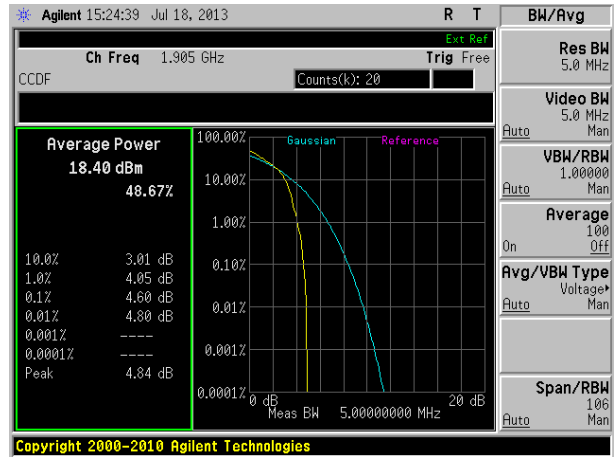 Agilent 15:24:39 Jul 18, 2013 R T
Ext Ref
Ch Freq 1.905 GHz Trig Free
CCDF Counts(k): 20
Average Power
18.40 dBm
48.67%
10.0% 3.01 dB
1.0% 4.05 dB
0.1% 4.60 dB
0.01% 4.80 dB
0.001% ----
0.0001% ----
Peak 4.84 dB
100.00% Gaussian Reference
10.00%
1.00%
0.10%
0.01%
0.001%
0.0001%
0 dB 20 dB
Meas BW 5.00000000 MHz
BW/Avg
Res BW
5.0 MHz
Video BW
5.0 MHz
Auto Man
VBW/RBW
1.00000
Auto Man
Average
100
On Off
Avg/VBW Type
Voltage
Auto Man
Span/RBW
106
Auto Man
Copyright 2000-2010 Agilent Technologies